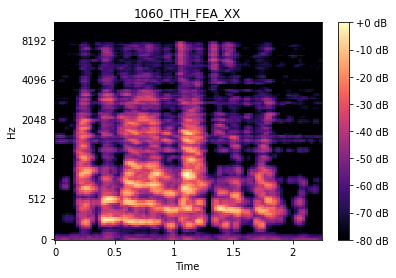 1060_ITH_FEA_XX
+0 dB
8192
-10 dB
4096
-20 dB
-30 dB
2048
-40 dB
Hz
1024
-50 dB
512
-60 dB
-70 dB
0
-80 dB
0
0.5
1
1.5
2
Time